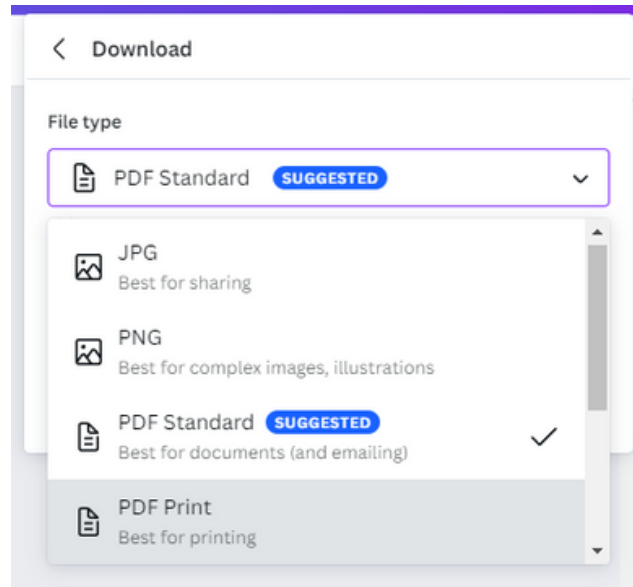 Download
File type
PDF Standard SUGGESTED
JPG
Best for sharing
PNG
Best for complex images, illustrations
PDF Standard SUGGESTED
Best for documents (and emailing)
PDF Print
Best for printing